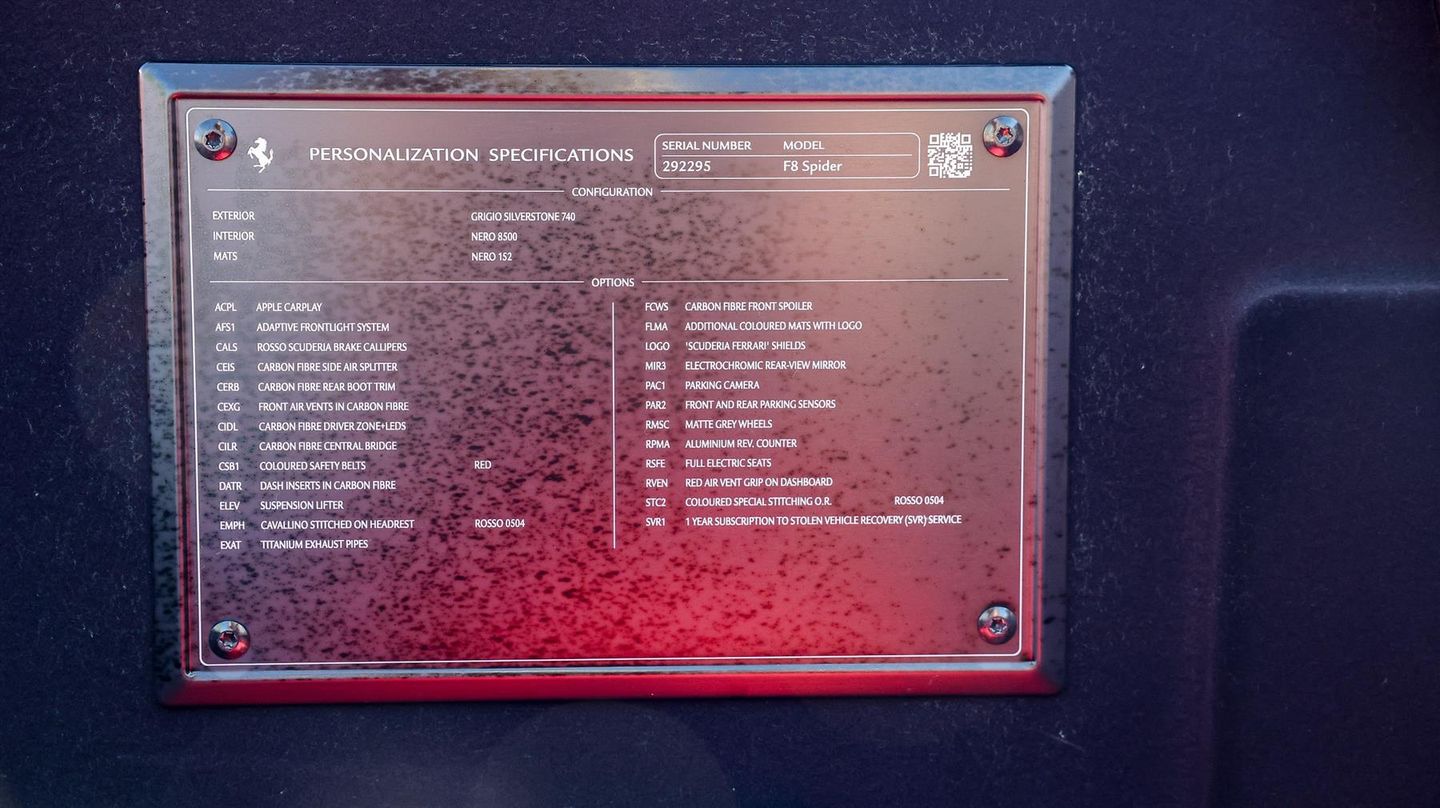 PERSONALIZATION SPECIFICATIONS
SERIAL NUMBER MODEL
292295 F8 Spider
CONFIGURATION
EXTERIOR GRIGIO SILVERSTONE 740
INTERIOR NERO 8500
MATS NERO 152
OPTIONS
ACPL APPLE CARPLAY
AFS1 ADAPTIVE FRONTLIGHT SYSTEM
CALS ROSSO SCUDERIA BRAKE CALLIPERS
CEIS CARBON FIBRE SIDE AIR SPLITTER
CERB CARBON FIBRE REAR BOOT TRIM
CEXG FRONT AIR VENTS IN CARBON FIBRE
CIDL CARBON FIBRE DRIVER ZONE+LEDS
CILR CARBON FIBRE CENTRAL BRIDGE
CSB1 COLOURED SAFETY BELTS RED
DATR DASH INSERTS IN CARBON FIBRE
ELEV SUSPENSION LIFTER
EMPH CAVALLINO STITCHED ON HEADREST ROSSO 0504
EXAT TITANIUM EXHAUST PIPES
FCWS CARBON FIBRE FRONT SPOILER
FLMA ADDITIONAL COLOURED MATS WITH LOGO
LOGO 'SCUDERIA FERRARI' SHIELDS
MIR3 ELECTROCHROMIC REAR-VIEW MIRROR
PAC1 PARKING CAMERA
PAR2 FRONT AND REAR PARKING SENSORS
RMSC MATTE GREY WHEELS
RPMA ALUMINIUM REV. COUNTER
RSFE FULL ELECTRIC SEATS
RVEN RED AIR VENT GRIP ON DASHBOARD
STC2 COLOURED SPECIAL STITCHING O.R. ROSSO 0504
SVR1 1 YEAR SUBSCRIPTION TO STOLEN VEHICLE RECOVERY (SVR) SERVICE